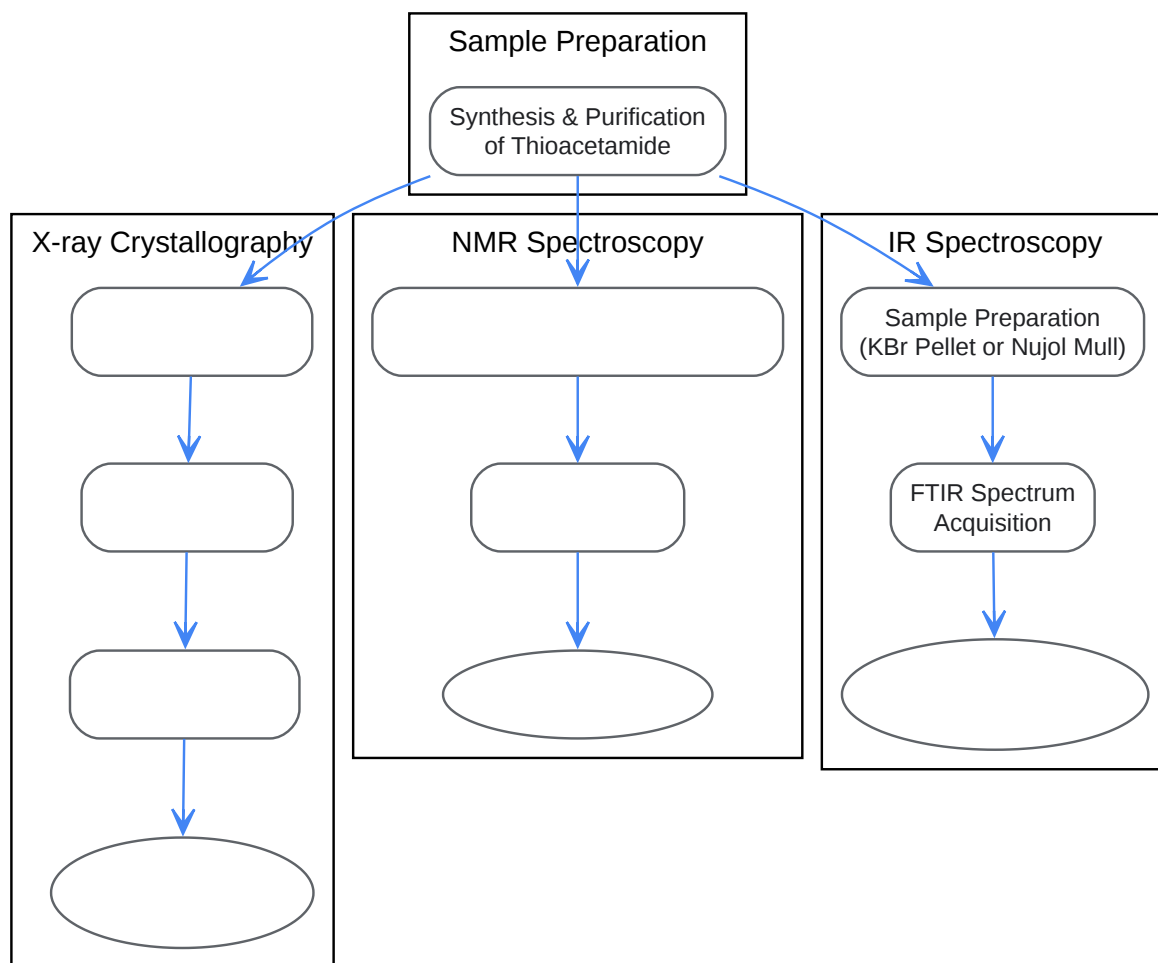 Sample Preparation
Synthesis & Purification
of Thioacetamide
X-ray Crystallography
NMR Spectroscopy
IR Spectroscopy
Sample Preparation
(KBr Pellet or Nujol Mull)
FTIR Spectrum
Acquisition